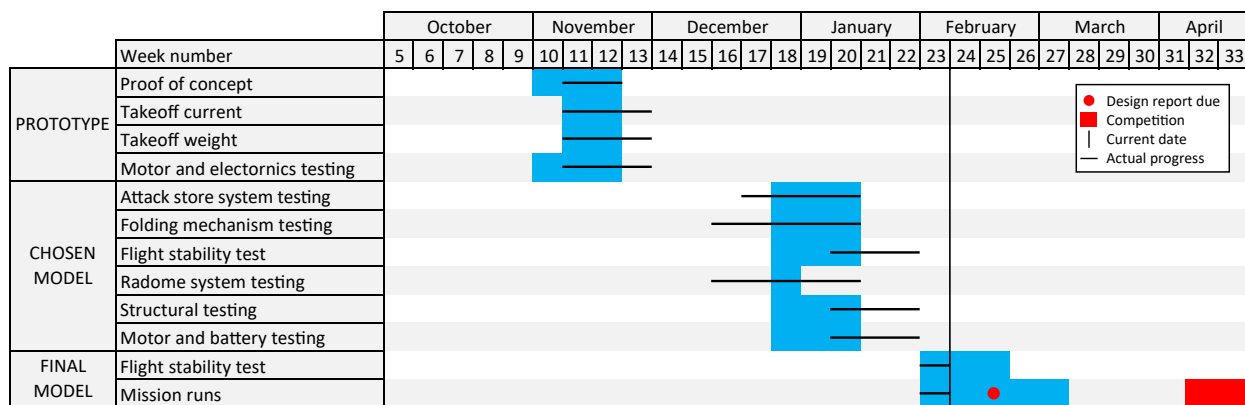 October November December January February March April
Week number 5 6 7 8 9 10 11 12 13 14 15 16 17 18 19 20 21 22 23 24 25 26 27 28 29 30 31 32 33
PROTOTYPE
Proof of concept
Takeoff current
Takeoff weight
Motor and electornics testing
CHOSEN
MODEL
Attack store system testing
Folding mechanism testing
Flight stability test
Radome system testing
Structural testing
Motor and battery testing
FINAL
MODEL
Flight stability test
Mission runs
Design report due
Competition
Current date
Actual progress